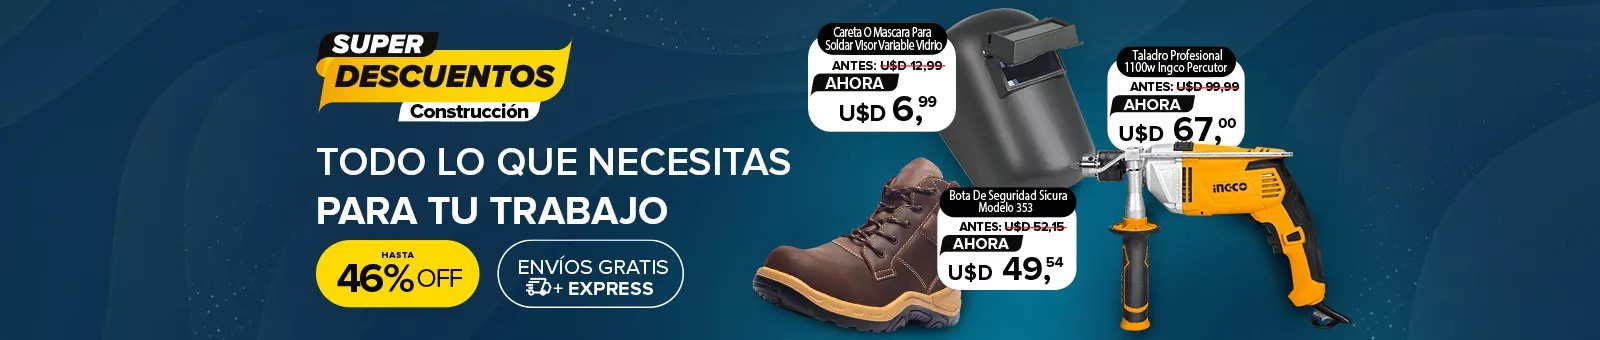 SUPER
DESCUENTOS
Construcción
TODO LO QUE NECESITAS
PARA TU TRABAJO
HASTA
46% OFF
ENVÍOS GRATIS
+ EXPRESS
Careta O Mascara Para
Soldar Visor Variable Vidrio
ANTES: U$D 12,99
AHORA
U$D 6,99
Bota De Seguridad Sicura
Modelo 353
ANTES: U$D 52,15
AHORA
U$D 49,54
Taladro Profesional
1100w Ingco Percutor
ANTES: U$D 99,99
AHORA
U$D 67,00
INGCO